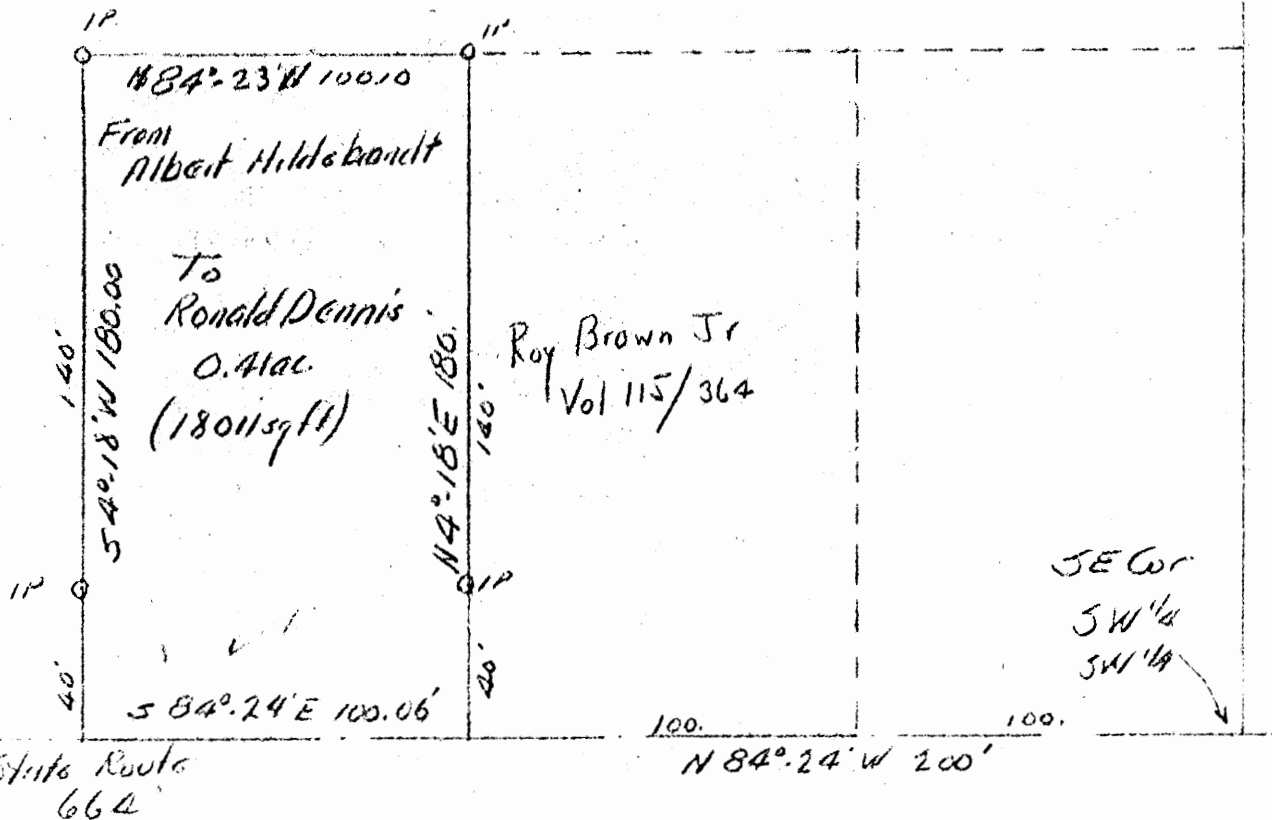 IP
IP
N84°-23'W 100.10
From
Albert Hildebrandt
To
Ronald Dennis
0.41ac.
(18011sqft)
S4°-18'W 180.00
140'
N4°-18'E 180.
140'
Roy Brown Jr
Vol 115/364
IP
IP
40'
40'
SE Cor
SW 1/4
SW 1/4
S 84°-24'E 100.06'
100.
100.
N 84°-24'W 200'
State Route
664